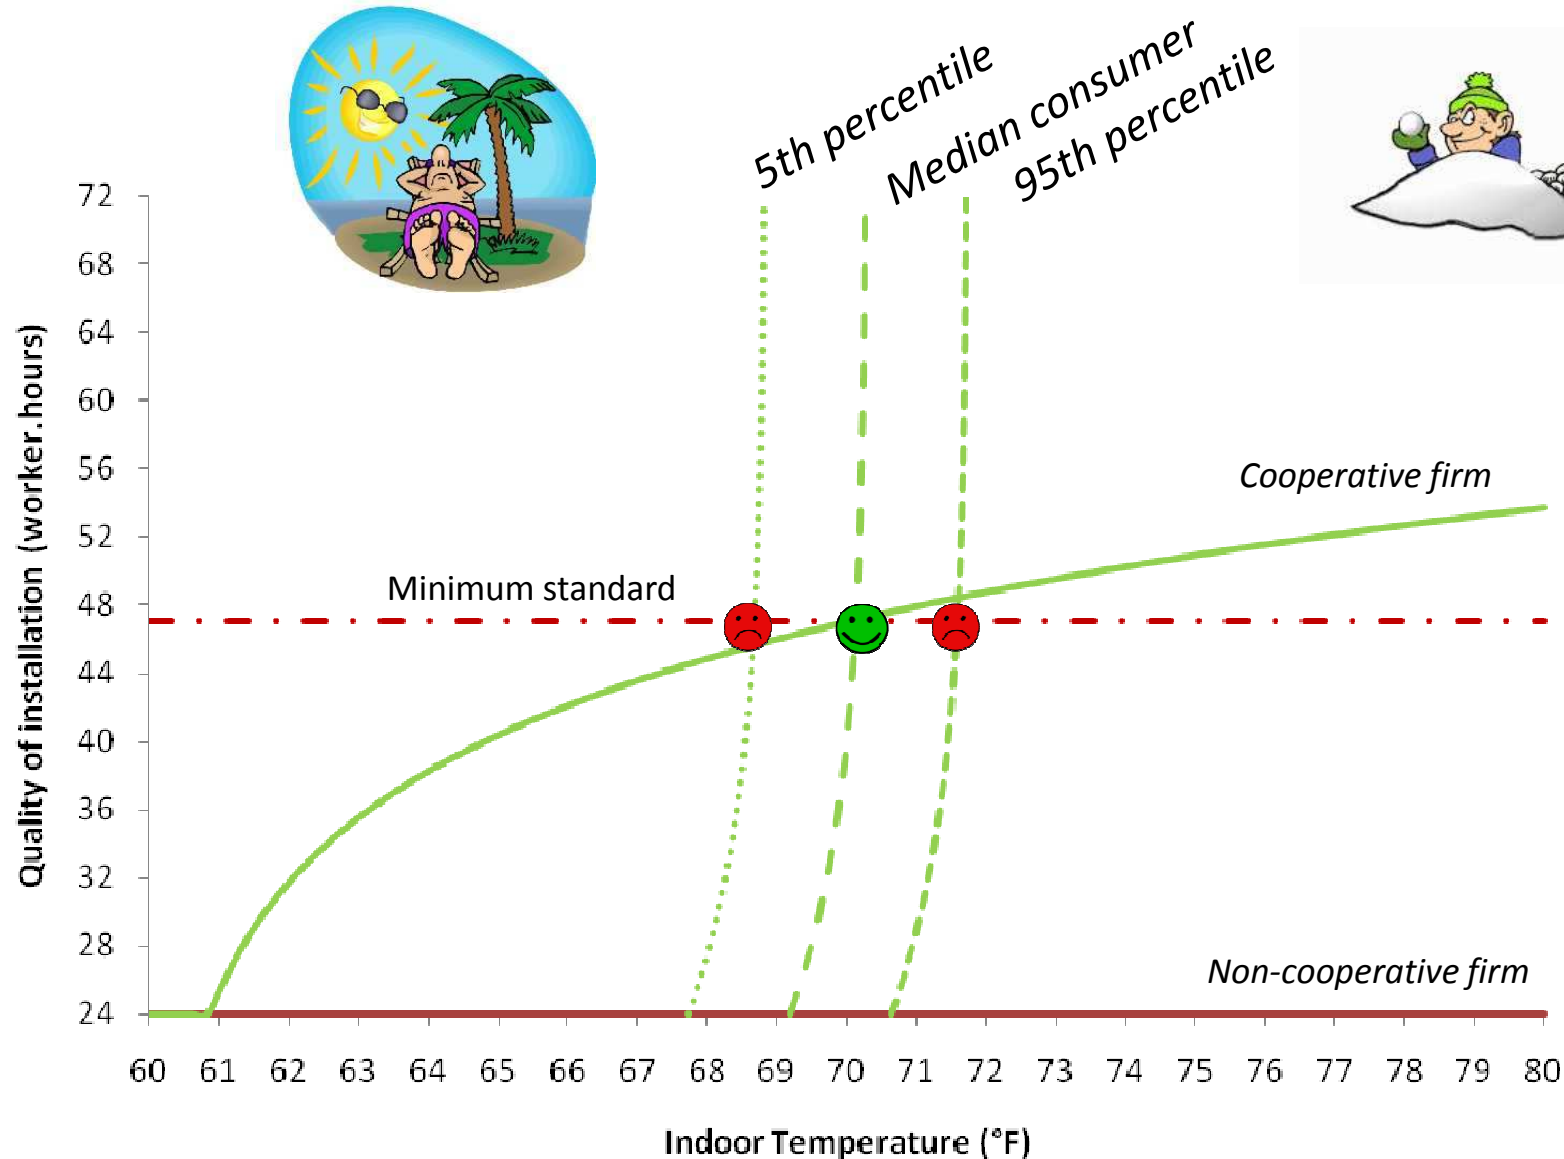 5th percentile
Median consumer
95th percentile
72
68
64
60
56
52
48
44
40
36
32
28
24
Quality of installation (worker.hours)
Cooperative firm
Minimum standard
Non-cooperative firm
60 61 62 63 64 65 66 67 68 69 70 71 72 73 74 75 76 77 78 79 80
Indoor Temperature (°F)